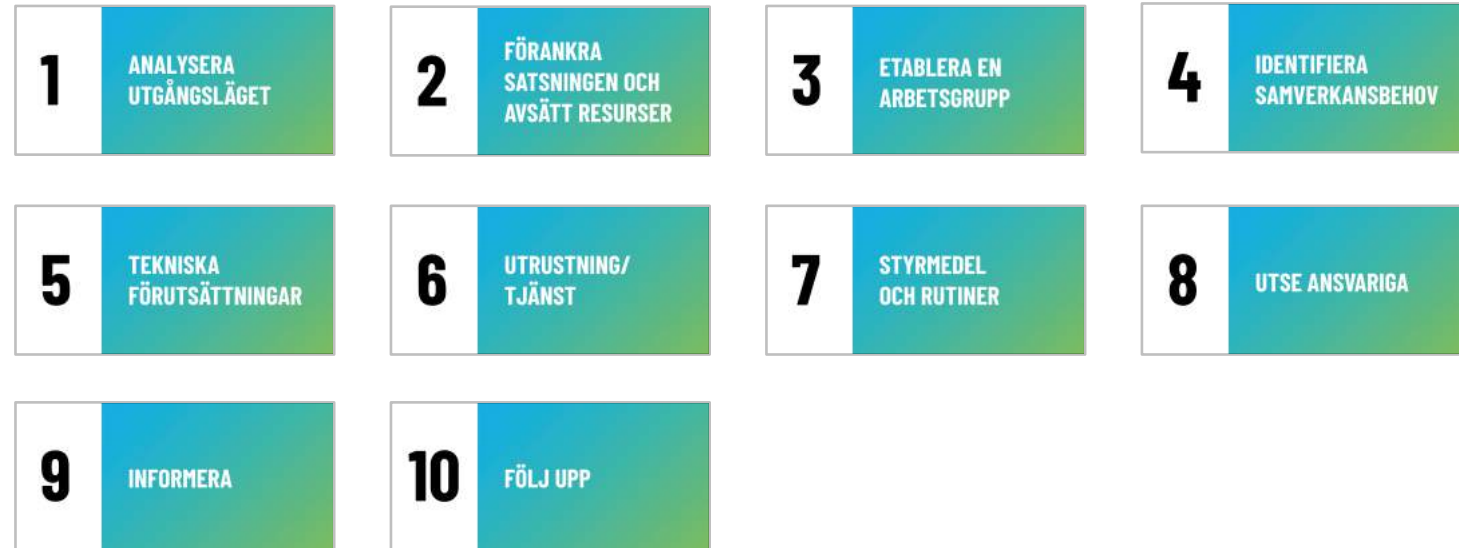 1
ANALYSERA
UTGÅNGSLÄGET
2
FÖRANKRA
SATSNINGEN OCH
AVSÄTT RESURSER
3
ETABLERA EN
ARBETSGRUPP
4
IDENTIFIERA
SAMVERKANSBEHOV
5
TEKNISKA
FÖRUTSÄTTNINGAR
6
UTRUSTNING/
TJÄNST
7
STYRMEDEL
OCH RUTINER
8
UTSE ANSVARIGA
9
INFORMERA
10
FÖLJ UPP